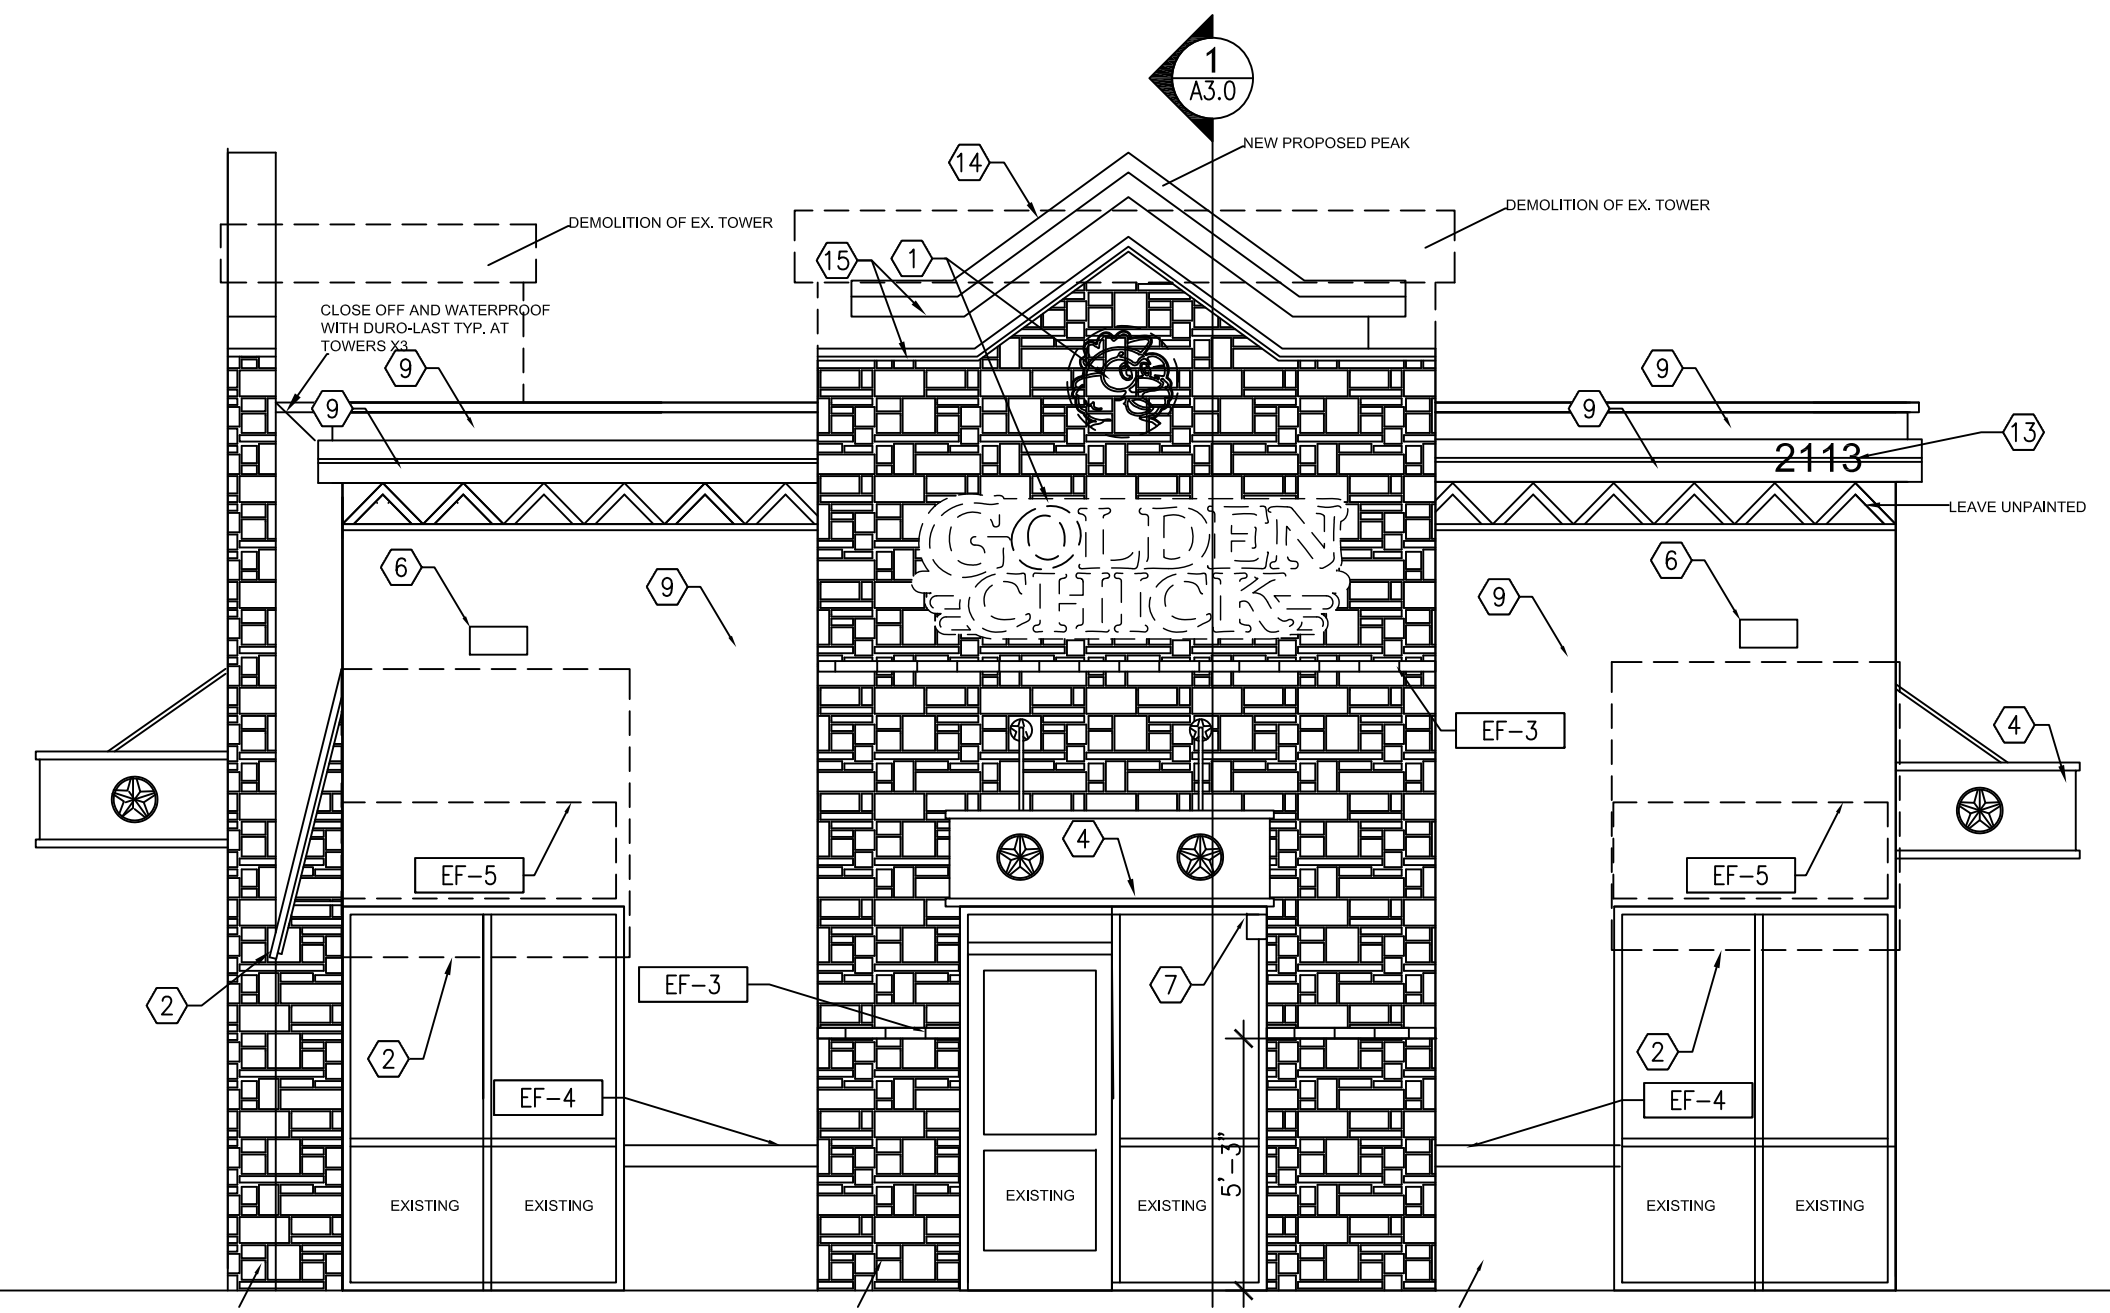 1
A3.0
NEW PROPOSED PEAK
14
DEMOLITION OF EX. TOWER
DEMOLITION OF EX. TOWER
15
1
CLOSE OFF AND WATERPROOF
WITH DURO-LAST TYP. AT
TOWERS X3
9
9
9
9
2113
13
LEAVE UNPAINTED
GOLDEN
CHICK
6
9
6
9
EF-3
4
4
EF-5
EF-5
2
EF-3
7
2
2
EF-4
EF-4
5'-3"
EXISTING
EXISTING
EXISTING
EXISTING
EXISTING
EXISTING